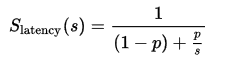 S_latency(s) = 1 / ((1 − p) + p/s)